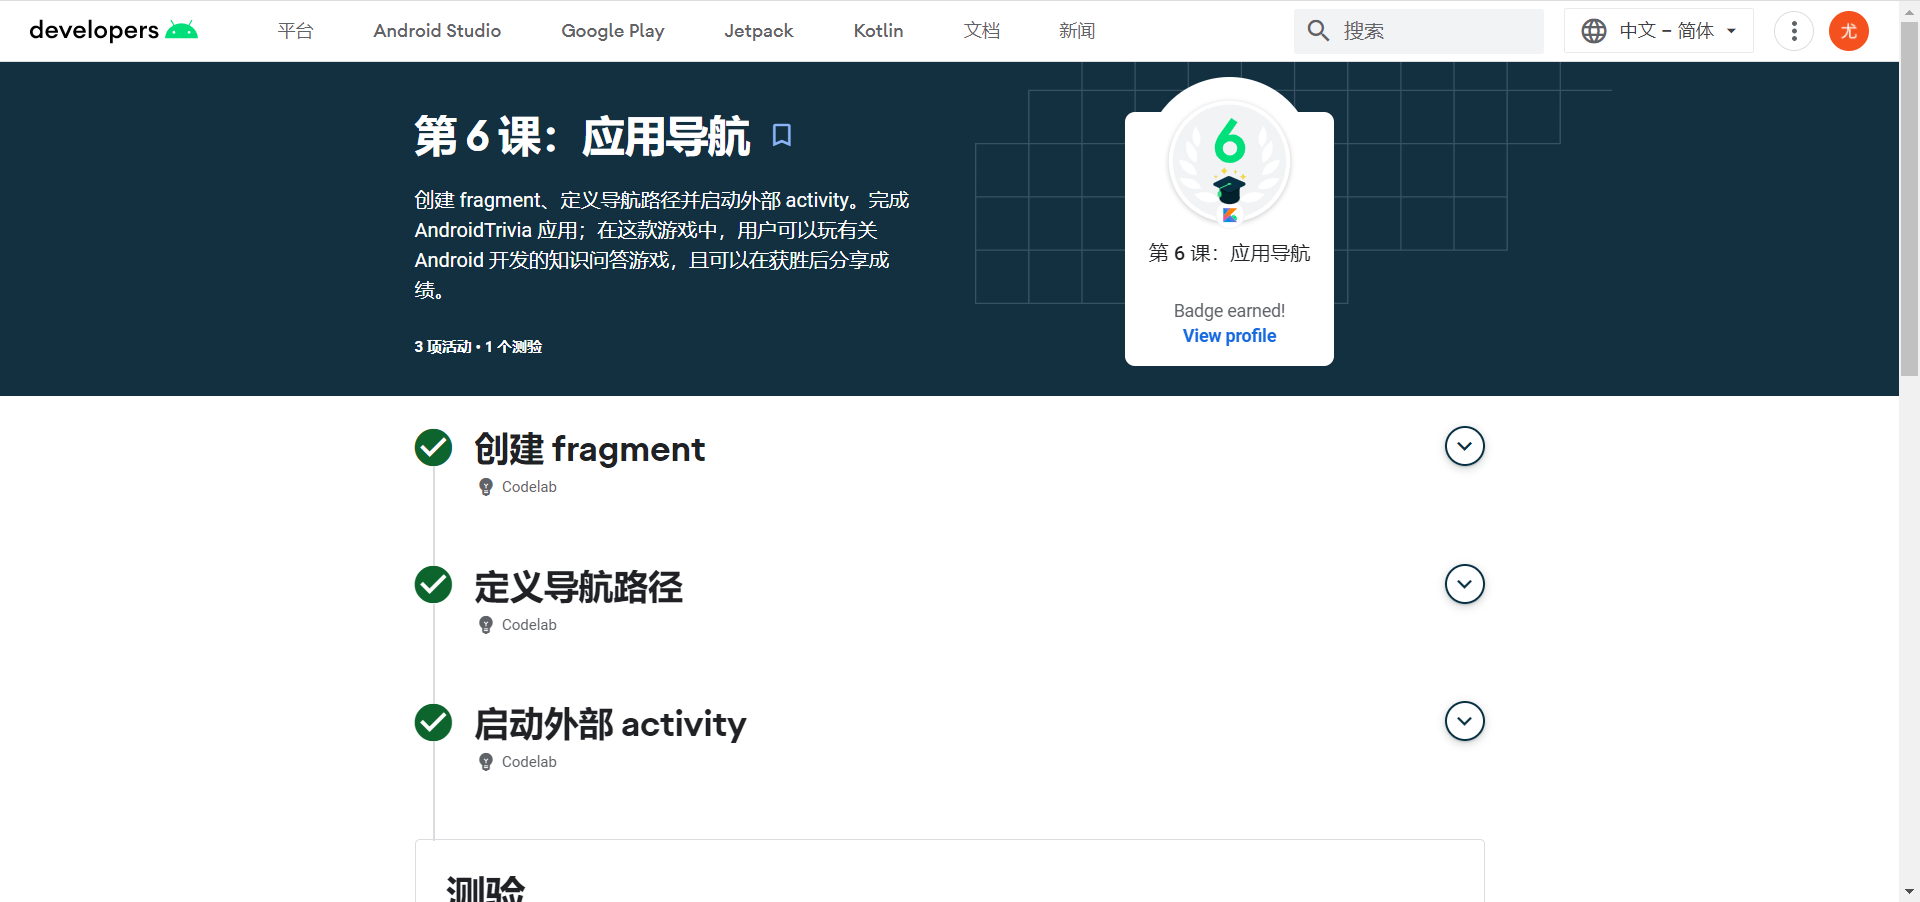 developers
平台
Android Studio
Google Play
Jetpack
Kotlin
文档
新闻
搜索
中文 – 简体
尤
第 6 课：应用导航
创建 fragment、定义导航路径并启动外部 activity。完成
AndroidTrivia 应用；在这款游戏中，用户可以玩有关
Android 开发的知识问答游戏，且可以在获胜后分享成
绩。
3 项活动 • 1 个测验
6
第 6 课：应用导航
Badge earned!
View profile
创建 fragment
Codelab
定义导航路径
Codelab
启动外部 activity
Codelab
测验